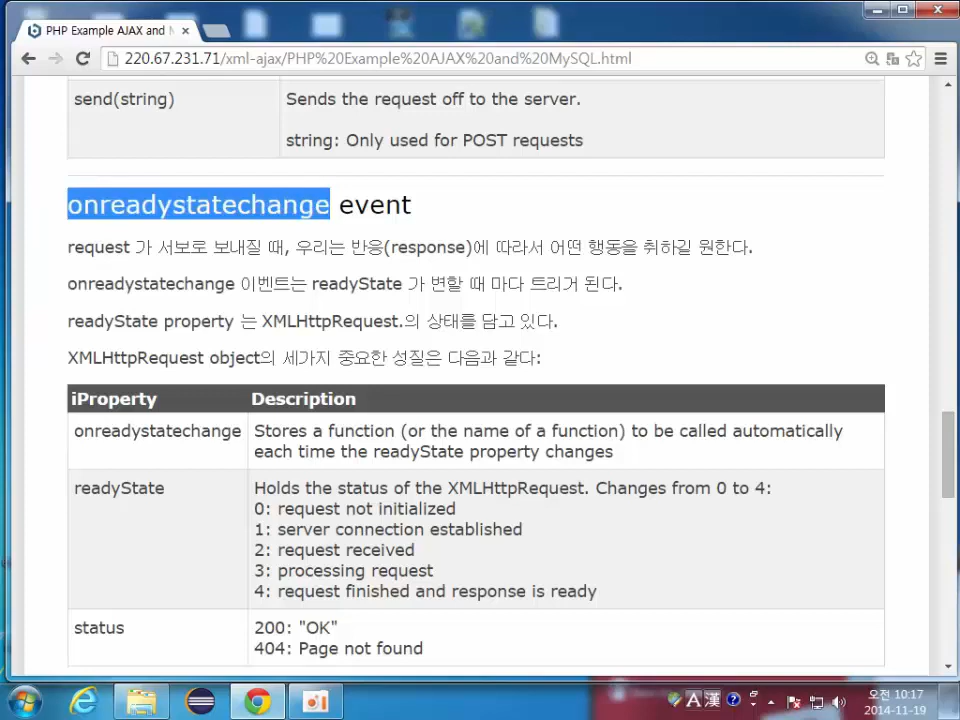 PHP Example AJAX and M
220.67.231.71/xml-ajax/PHP%20Example%20AJAX%20and%20MySQL.html
send(string)
Sends the request off to the server.
string: Only used for POST requests
onreadystatechange event
request 가 서보로 보내질 때, 우리는 반응(response)에 따라서 어떤 행동을 취하길 원한다.
onreadystatechange 이벤트는 readyState 가 변할 때 마다 트리거 된다.
readyState property 는 XMLHttpRequest.의 상태를 담고 있다.
XMLHttpRequest object의 세가지 중요한 성질은 다음과 같다:
iProperty Description
onreadystatechange
Stores a function (or the name of a function) to be called automatically
each time the readyState property changes
readyState
Holds the status of the XMLHttpRequest. Changes from 0 to 4:
0: request not initialized
1: server connection established
2: request received
3: processing request
4: request finished and response is ready
status
200: "OK"
404: Page not found
A 漢
오전 10:17
2014-11-19